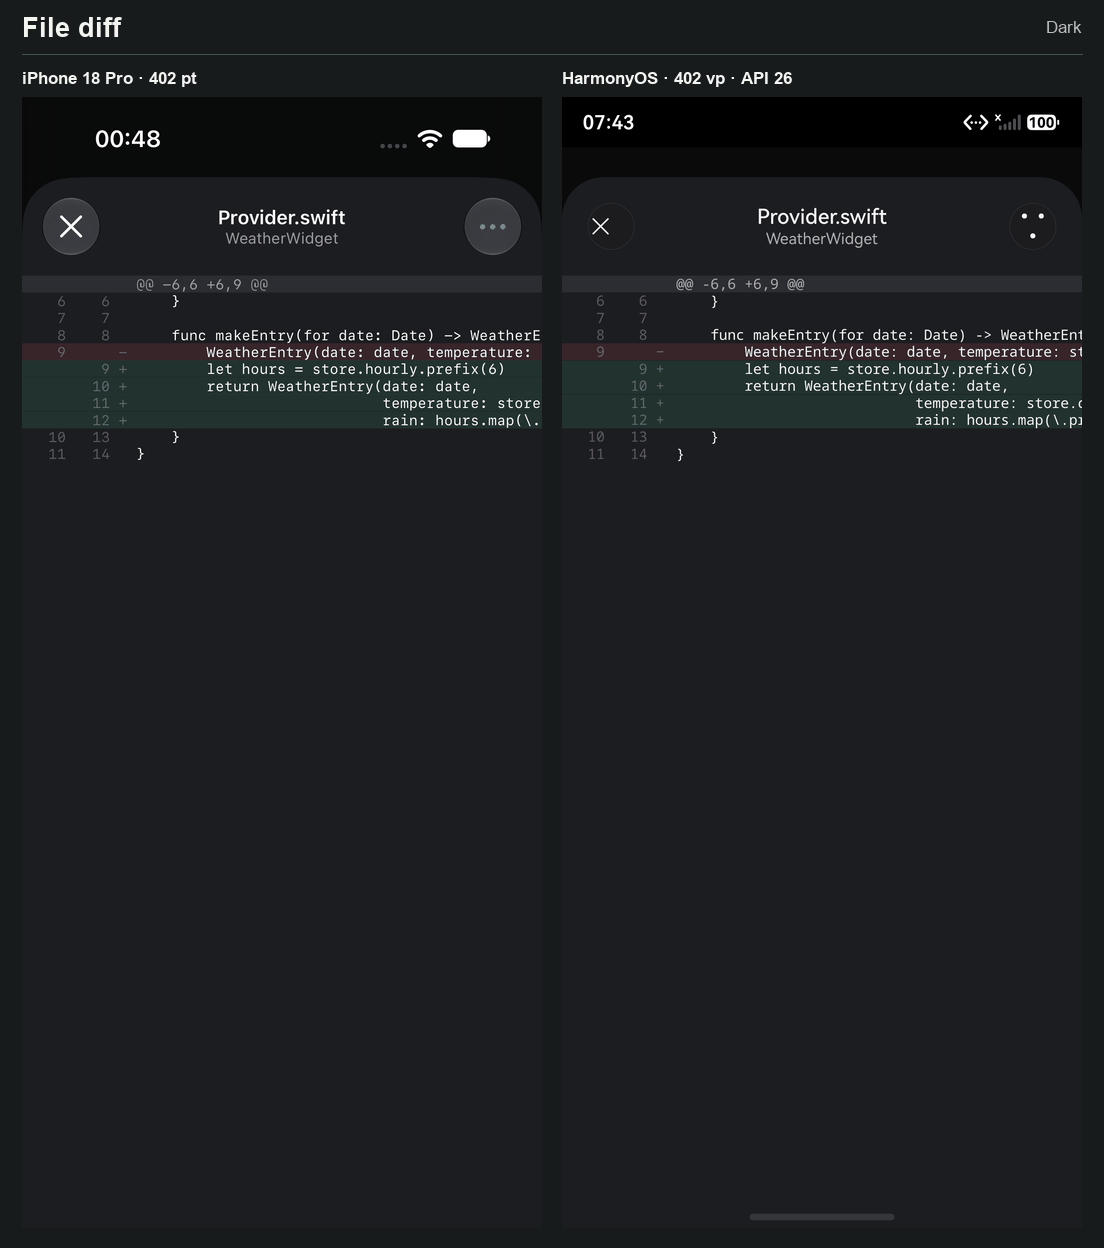 File diff
Dark
iPhone 18 Pro · 402 pt
00:48
Provider.swift
WeatherWidget
@@ −6,6 +6,9 @@
6 6 }
7 7
8 8 func makeEntry(for date: Date) −> WeatherE
9 − WeatherEntry(date: date, temperature:
9 + let hours = store.hourly.prefix(6)
10 + return WeatherEntry(date: date,
11 + temperature: store
12 + rain: hours.map(\.
10 13 }
11 14 }
HarmonyOS · 402 vp · API 26
07:43
100
Provider.swift
WeatherWidget
@@ -6,6 +6,9 @@
6 6 }
7 7
8 8 func makeEntry(for date: Date) -> WeatherEnt
9 − WeatherEntry(date: date, temperature: st
9 + let hours = store.hourly.prefix(6)
10 + return WeatherEntry(date: date,
11 + temperature: store.
12 + rain: hours.map(\.pr
10 13 }
11 14 }